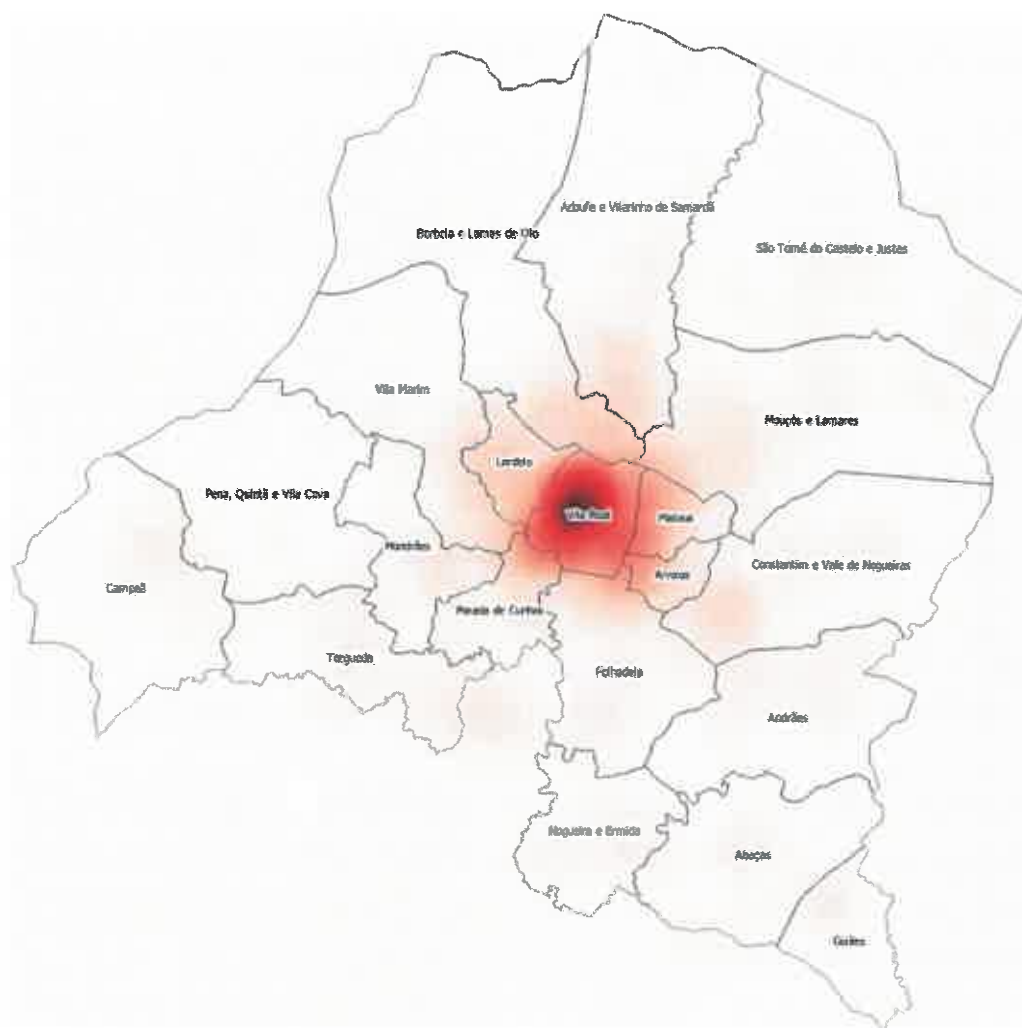 Adoufe e Vilarinho de Samardã
Borbela e Lamas de Olo
São Tomé do Castelo e Justes
Vila Marim
Mouçós e Lamares
Lordelo
Pena, Quintã e Vila Cova
Vila Real
Mateus
Mondrões
Constantim e Vale de Nogueiras
Arroios
Campeã
Parada de Cunhos
Torgueda
Folhadela
Andrães
Nogueira e Ermida
Abaças
Guiães